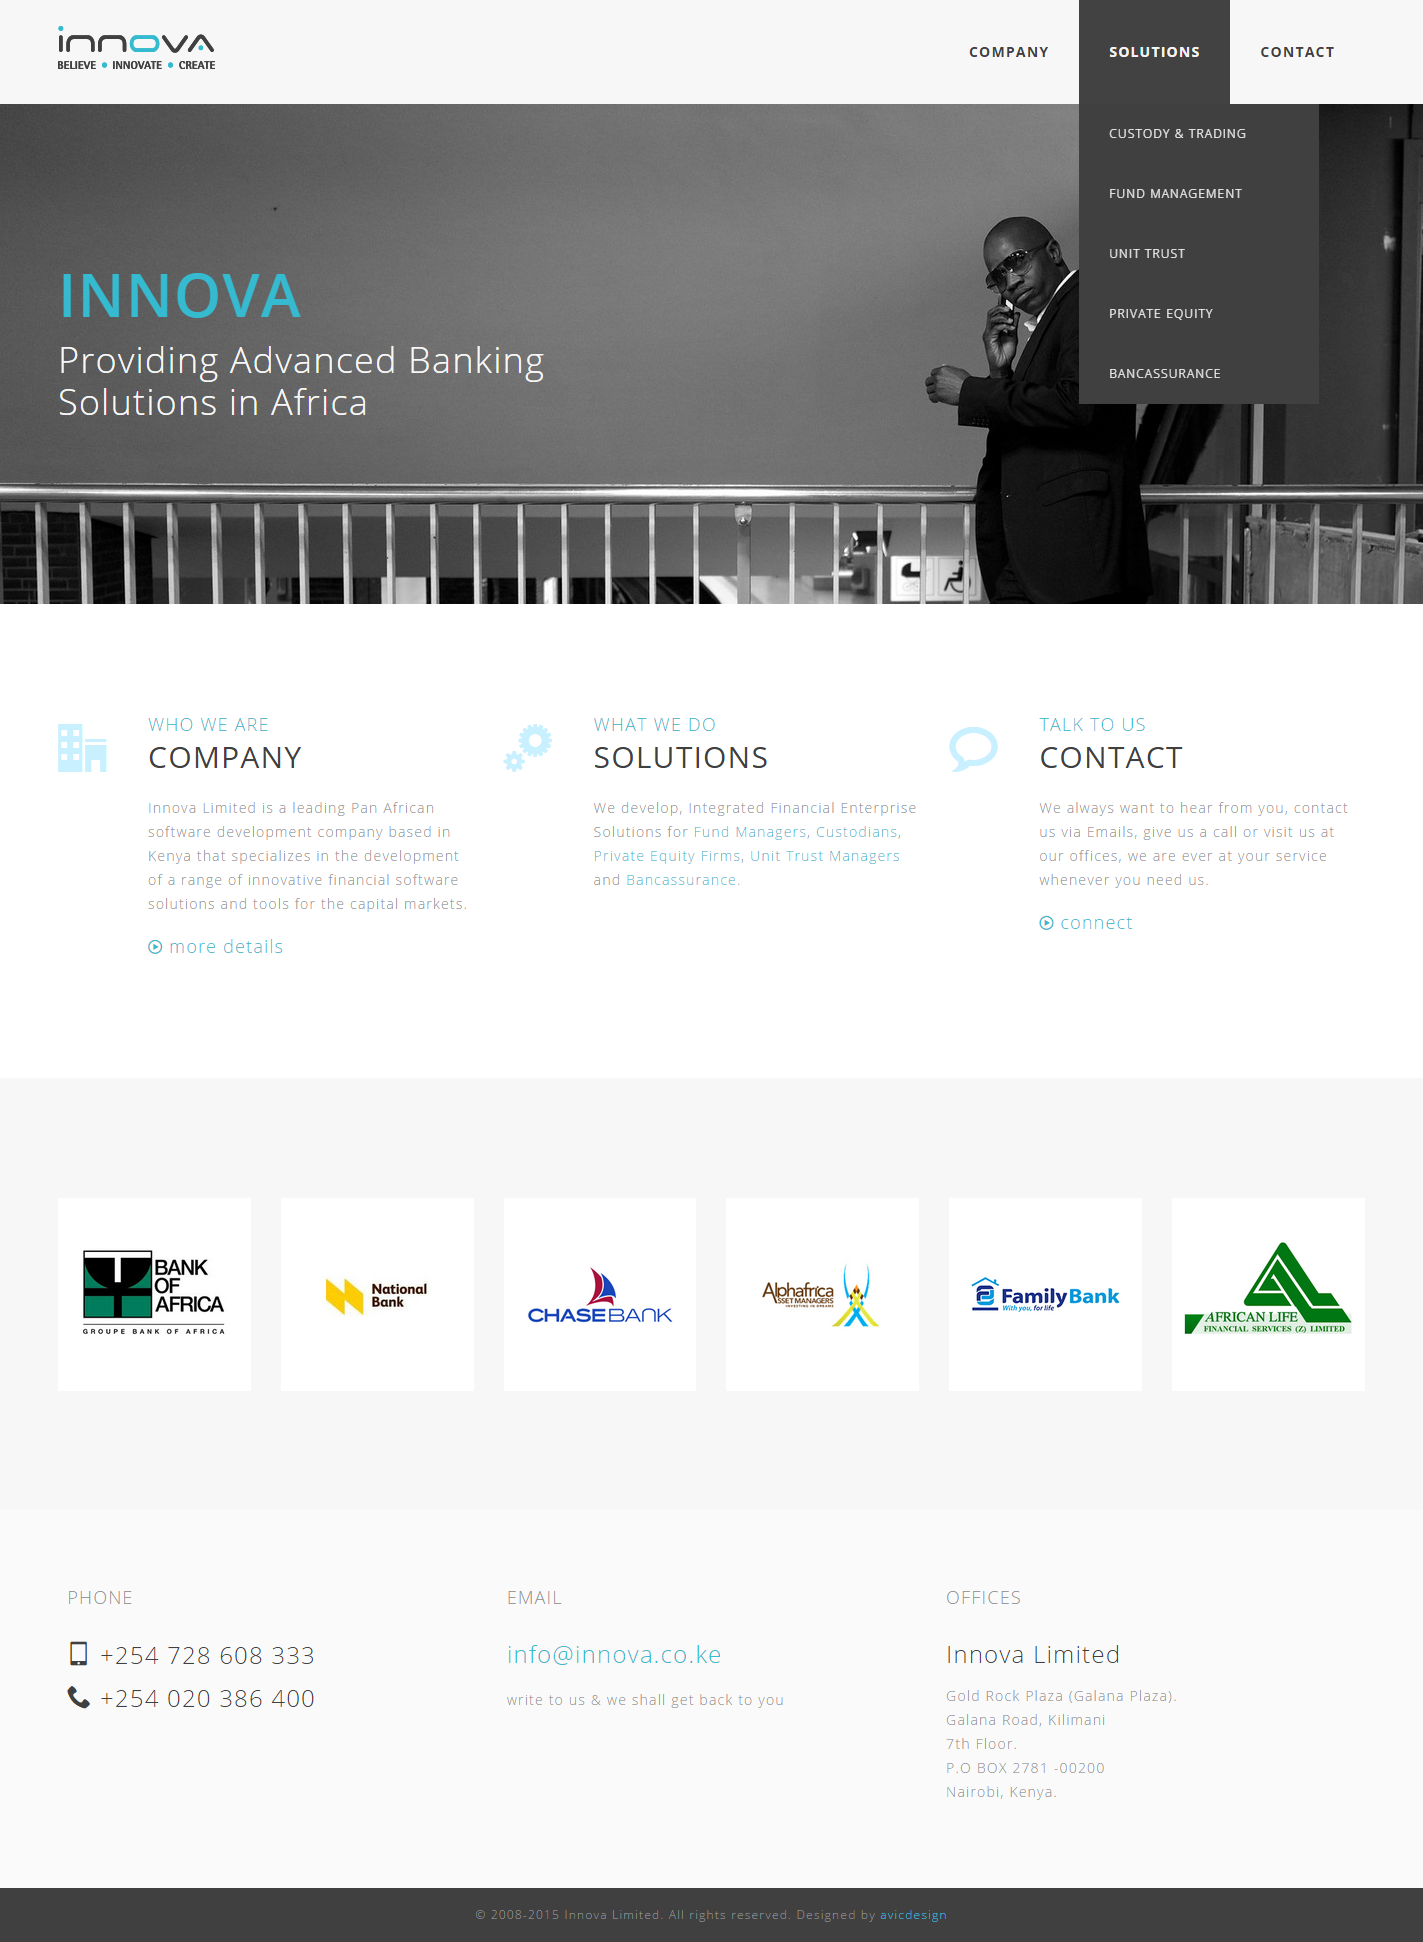 innova
BELIEVE • INNOVATE • CREATE
COMPANY
SOLUTIONS
CONTACT
CUSTODY & TRADING
FUND MANAGEMENT
UNIT TRUST
PRIVATE EQUITY
BANCASSURANCE
INNOVA
Providing Advanced Banking
Solutions in Africa
WHO WE ARE
COMPANY
Innova Limited is a leading Pan African
software development company based in
Kenya that specializes in the development
of a range of innovative financial software
solutions and tools for the capital markets.
more details
WHAT WE DO
SOLUTIONS
We develop, Integrated Financial Enterprise
Solutions for Fund Managers, Custodians,
Private Equity Firms, Unit Trust Managers
and Bancassurance.
TALK TO US
CONTACT
We always want to hear from you, contact
us via Emails, give us a call or visit us at
our offices, we are ever at your service
whenever you need us.
connect
BANK
OF
AFRICA
GROUPE BANK OF AFRICA
National
Bank
CHASEBANK
Alphafrica
ASSET MANAGERS
INVESTING IN DREAMS
FamilyBank
With you, for life
AFRICAN LIFE
FINANCIAL SERVICES (Z) LIMITED
PHONE
+254 728 608 333
+254 020 386 400
EMAIL
info@innova.co.ke
write to us & we shall get back to you
OFFICES
Innova Limited
Gold Rock Plaza (Galana Plaza).
Galana Road, Kilimani
7th Floor.
P.O BOX 2781 -00200
Nairobi, Kenya.
© 2008-2015 Innova Limited. All rights reserved. Designed by avicdesign